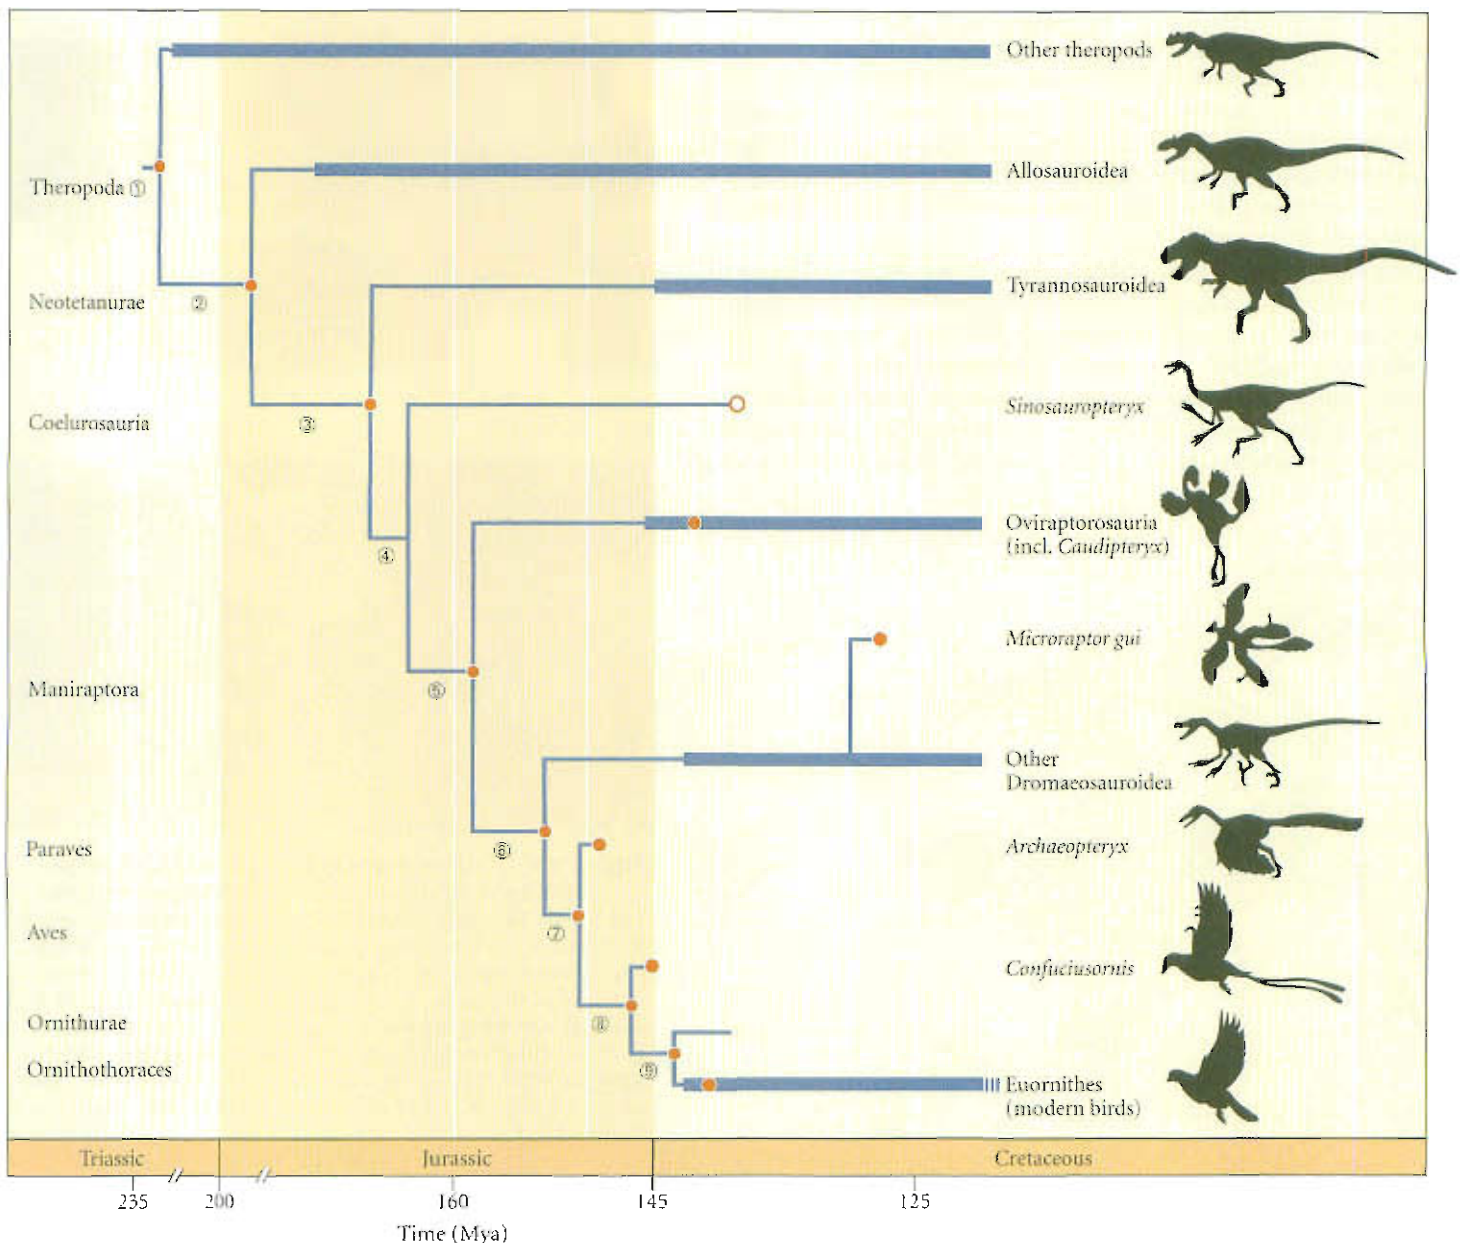 Other theropods
Allosauroidea
Theropoda ①
Tyrannosauroidea
Neotetanurae ②
Sinosauropteryx
Coelurosauria ③
Oviraptorosauria
(incl. Caudipteryx)
④
Microraptor gui
Maniraptora ⑤
Other
Dromaeosauroidea
Paraves ⑥
Archaeopteryx
Aves ⑦
Confuciusornis
Ornithurae ⑧
Ornithothoraces ⑨
Euornithes
(modern birds)
Triassic Jurassic Cretaceous
235 200 160 145 125
Time (Mya)